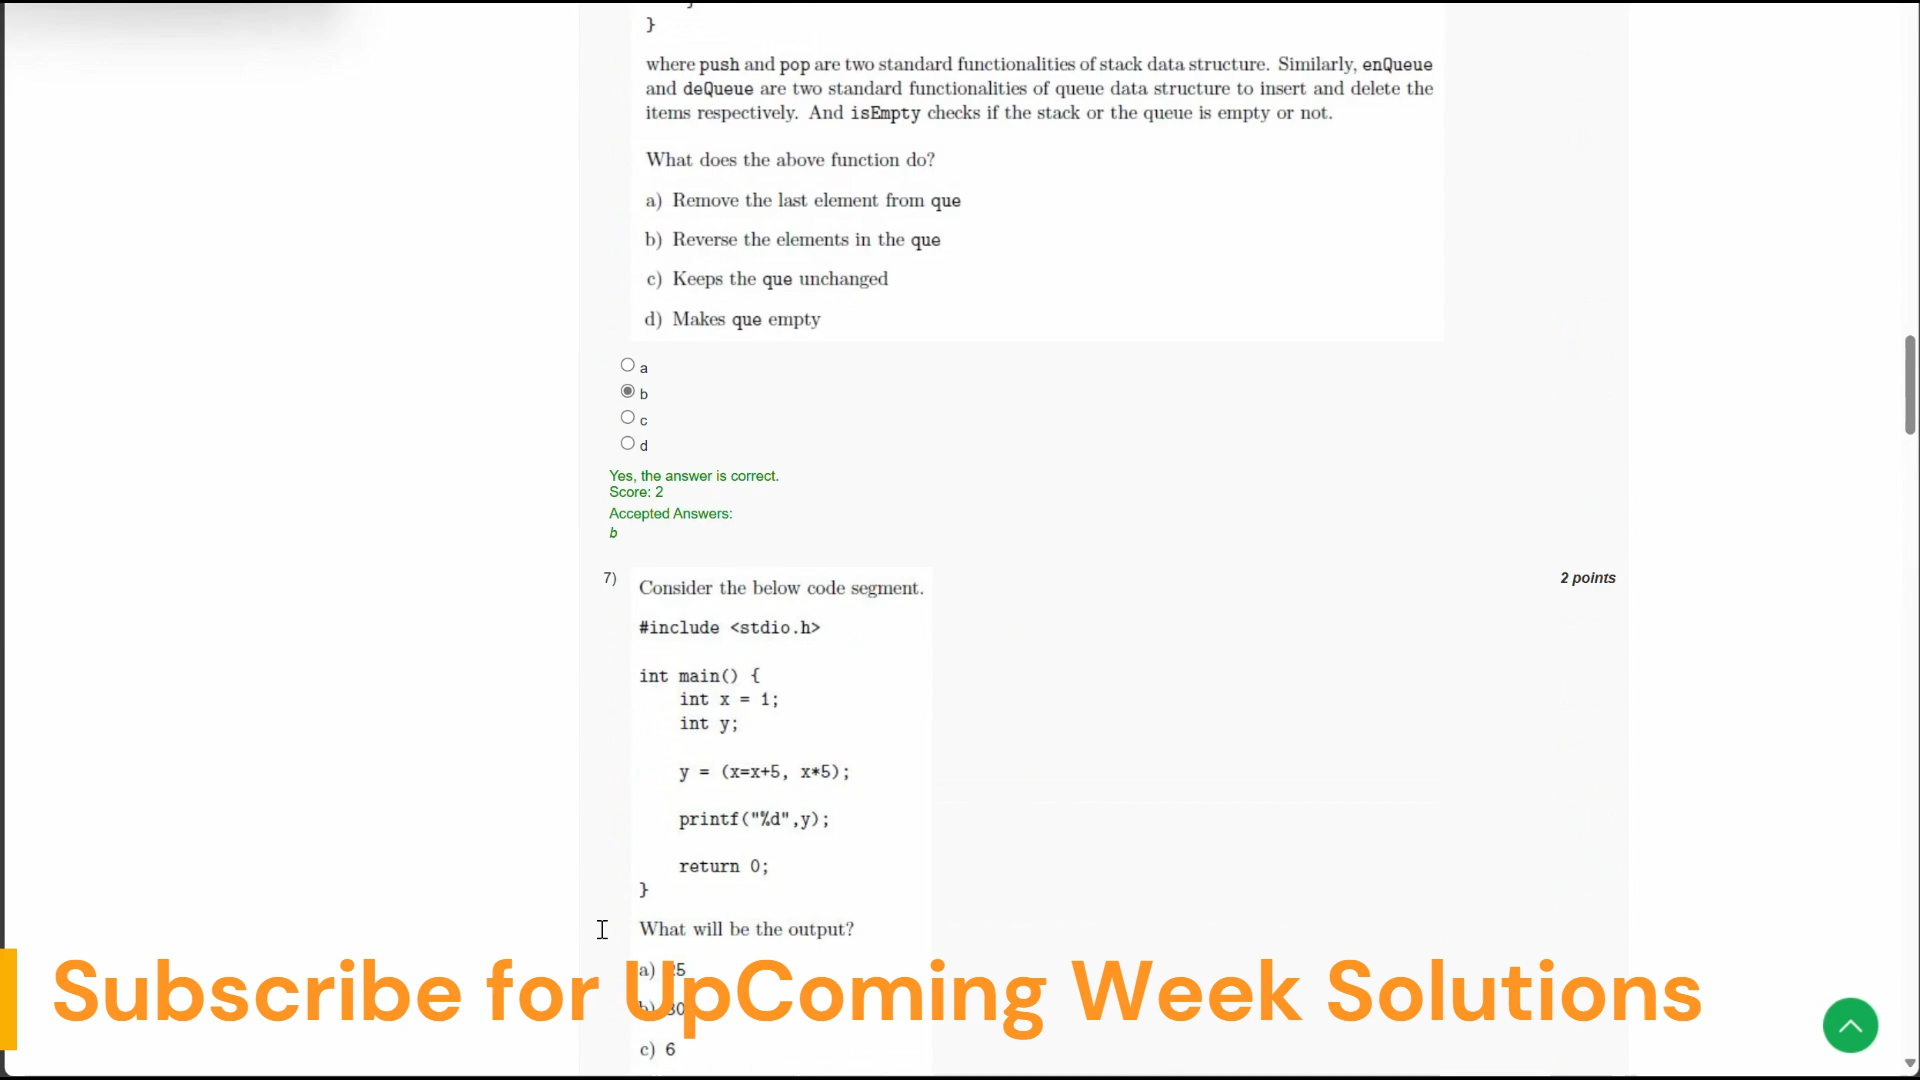 }
where push and pop are two standard functionalities of stack data structure. Similarly, enQueue
and deQueue are two standard functionalities of queue data structure to insert and delete the
items respectively. And isEmpty checks if the stack or the queue is empty or not.
What does the above function do?
a) Remove the last element from que
b) Reverse the elements in the que
c) Keeps the que unchanged
d) Makes que empty
a
b
c
d
Yes, the answer is correct.
Score: 2
Accepted Answers:
b
7)
2 points
Consider the below code segment.
#include <stdio.h>
int main() {
int x = 1;
int y;
y = (x=x+5, x*5);
printf("%d",y);
return 0;
}
What will be the output?
a)
Subscribe for UpComing Week Solutions
c) 6